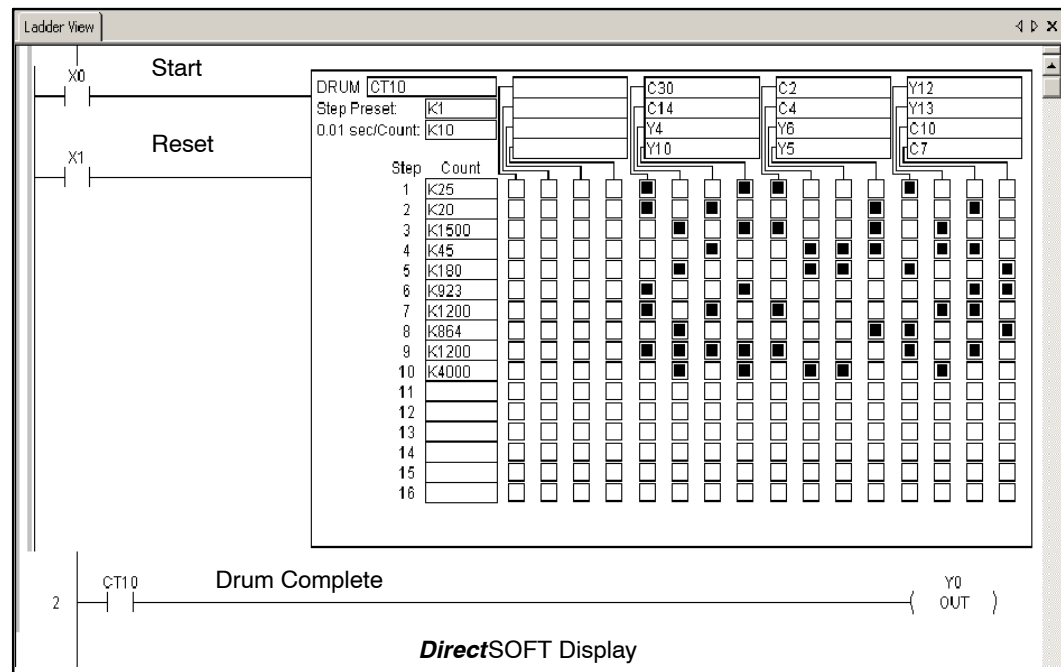 Ladder View
X0
Start
DRUM CT10
Step Preset: K1
0.01 sec/Count: K10
C30 C2 Y12
C14 C4 Y13
Y4 Y6 C10
Y10 Y5 C7
X1
Reset
Step Count
1 K25
2 K20
3 K1500
4 K45
5 K180
6 K923
7 K1200
8 K864
9 K1200
10 K4000
11
12
13
14
15
16
CT10
Drum Complete
Y0
2
OUT
DirectSOFT Display